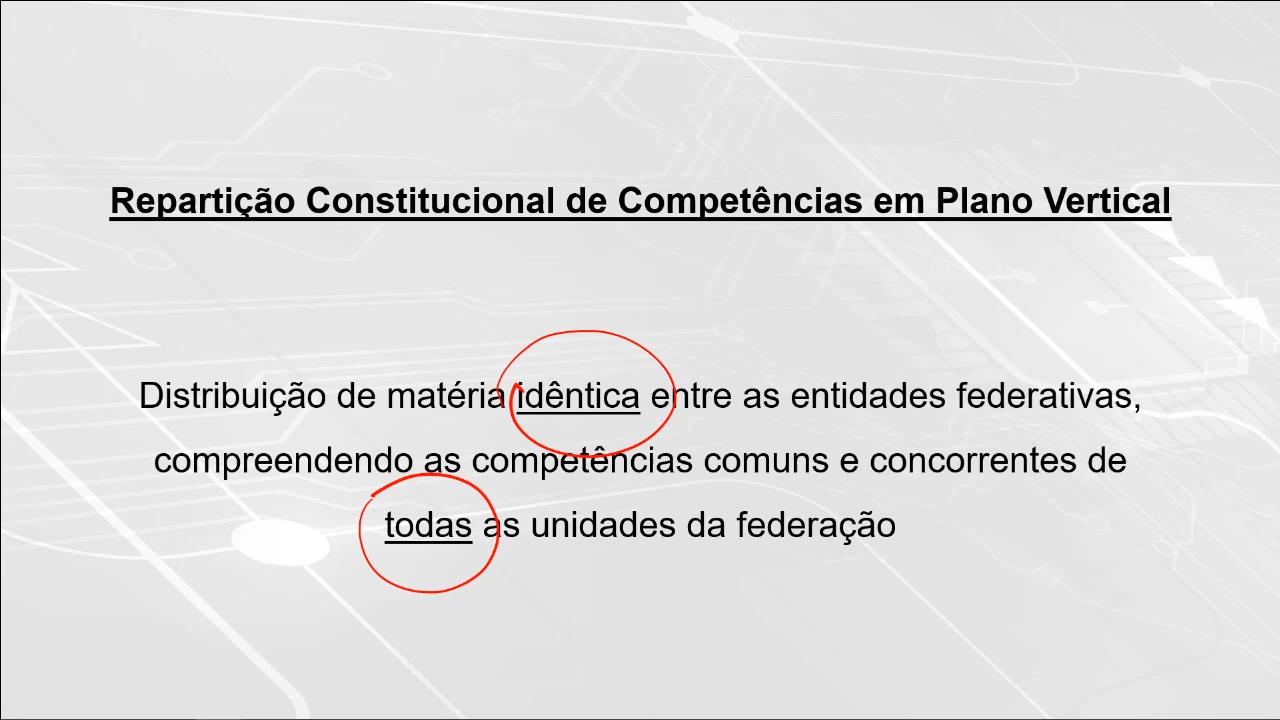 Repartição Constitucional de Competências em Plano Vertical
Distribuição de matéria idêntica entre as entidades federativas,
compreendendo as competências comuns e concorrentes de
todas as unidades da federação